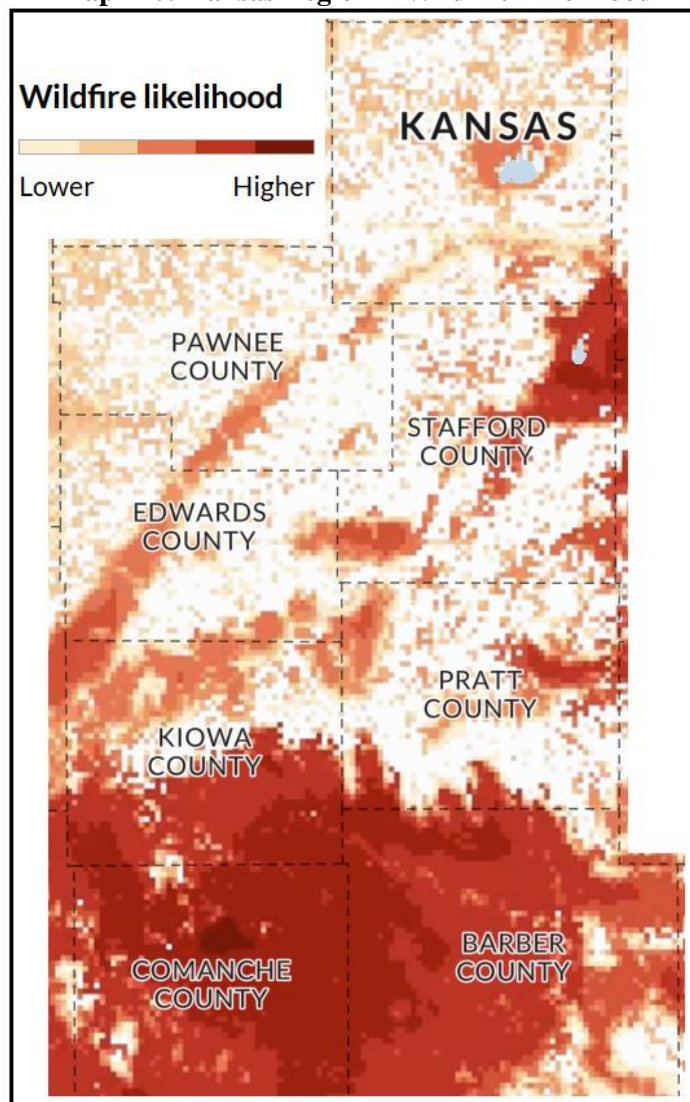 Wildfire likelihood
Lower Higher
KANSAS
PAWNEE
COUNTY
STAFFORD
COUNTY
EDWARDS
COUNTY
PRATT
COUNTY
KIOWA
COUNTY
BARBER
COUNTY
COMANCHE
COUNTY